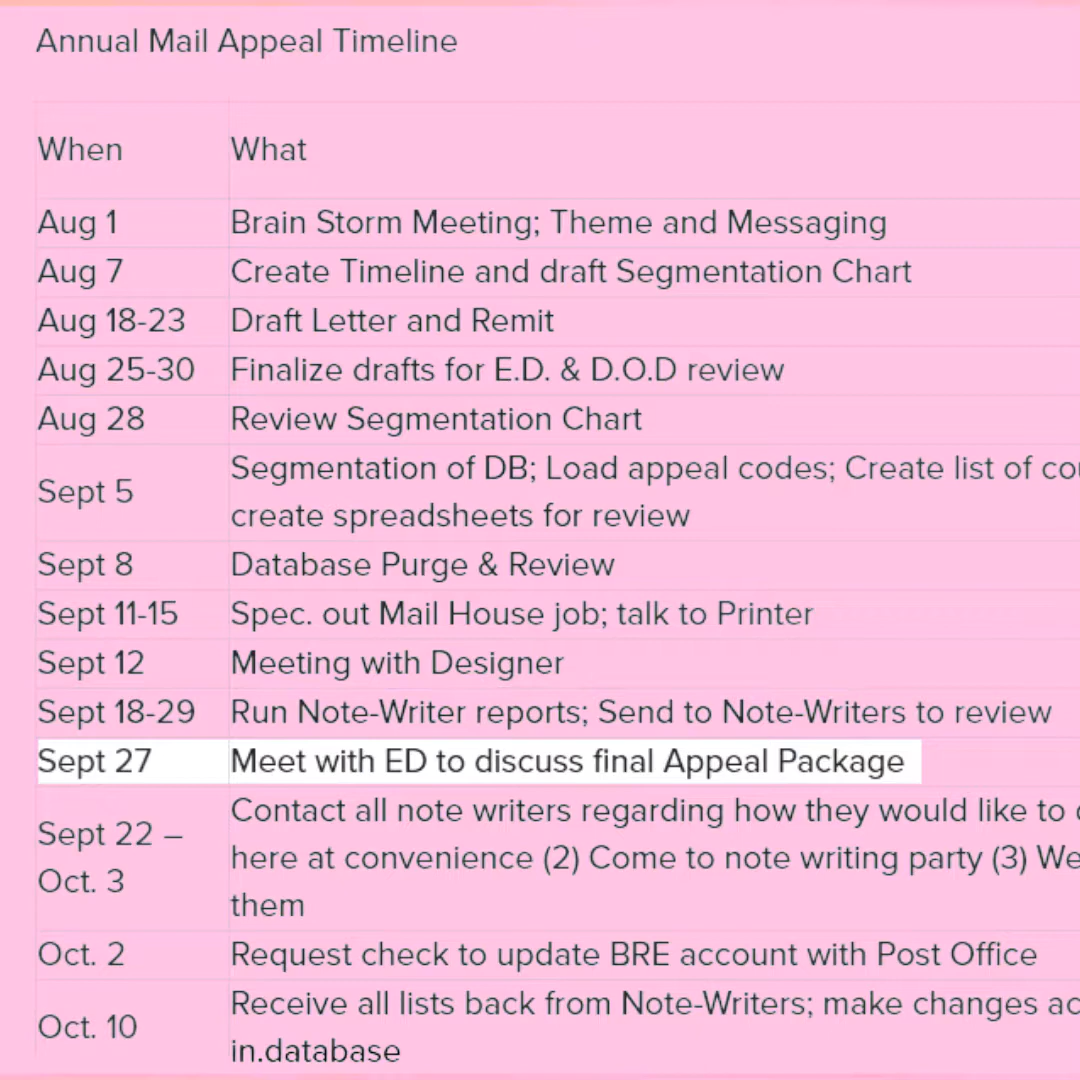 Annual Mail Appeal Timeline
When What
Aug 1 Brain Storm Meeting; Theme and Messaging
Aug 7 Create Timeline and draft Segmentation Chart
Aug 18-23 Draft Letter and Remit
Aug 25-30 Finalize drafts for E.D. & D.O.D review
Aug 28 Review Segmentation Chart
Sept 5 Segmentation of DB; Load appeal codes; Create list of
create spreadsheets for review
Sept 8 Database Purge & Review
Sept 11-15 Spec. out Mail House job; talk to Printer
Sept 12 Meeting with Designer
Sept 18-29 Run Note-Writer reports; Send to Note-Writers to review
Sept 27 Meet with ED to discuss final Appeal Package
Sept 22 – Oct. 3 Contact all note writers regarding how they would like to
here at convenience (2) Come to note writing party (3)
them
Oct. 2 Request check to update BRE account with Post Office
Oct. 10 Receive all lists back from Note-Writers; make changes
in.database